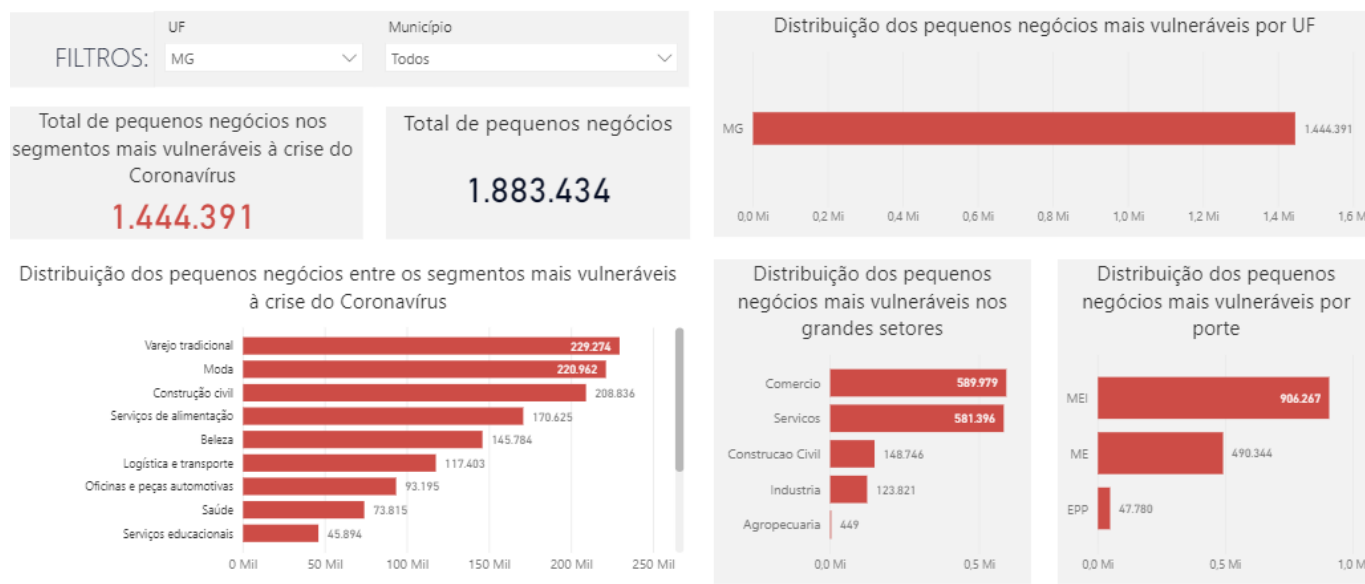 FILTROS:
UF
MG
Município
Todos
Total de pequenos negócios nos
segmentos mais vulneráveis à crise do
Coronavírus
1.444.391
Total de pequenos negócios
1.883.434
Distribuição dos pequenos negócios mais vulneráveis por UF
MG
1.444.391
0,0 Mi 0,2 Mi 0,4 Mi 0,6 Mi 0,8 Mi 1,0 Mi 1,2 Mi 1,4 Mi 1,6 M
Distribuição dos pequenos negócios entre os segmentos mais vulneráveis
à crise do Coronavírus
Varejo tradicional 229.274
Moda 220.962
Construção civil 208.836
Serviços de alimentação 170.625
Beleza 145.784
Logística e transporte 117.403
Oficinas e peças automotivas 93.195
Saúde 73.815
Serviços educacionais 45.894
0 Mil 50 Mil 100 Mil 150 Mil 200 Mil 250 Mil
Distribuição dos pequenos
negócios mais vulneráveis nos
grandes setores
Comercio 589.979
Servicos 581.396
Construcao Civil 148.746
Industria 123.821
Agropecuaria 449
0,0 Mi 0,5 Mi
Distribuição dos pequenos
negócios mais vulneráveis por
porte
MEI 906.267
ME 490.344
EPP 47.780
0,0 Mi 0,5 Mi 1,0 M